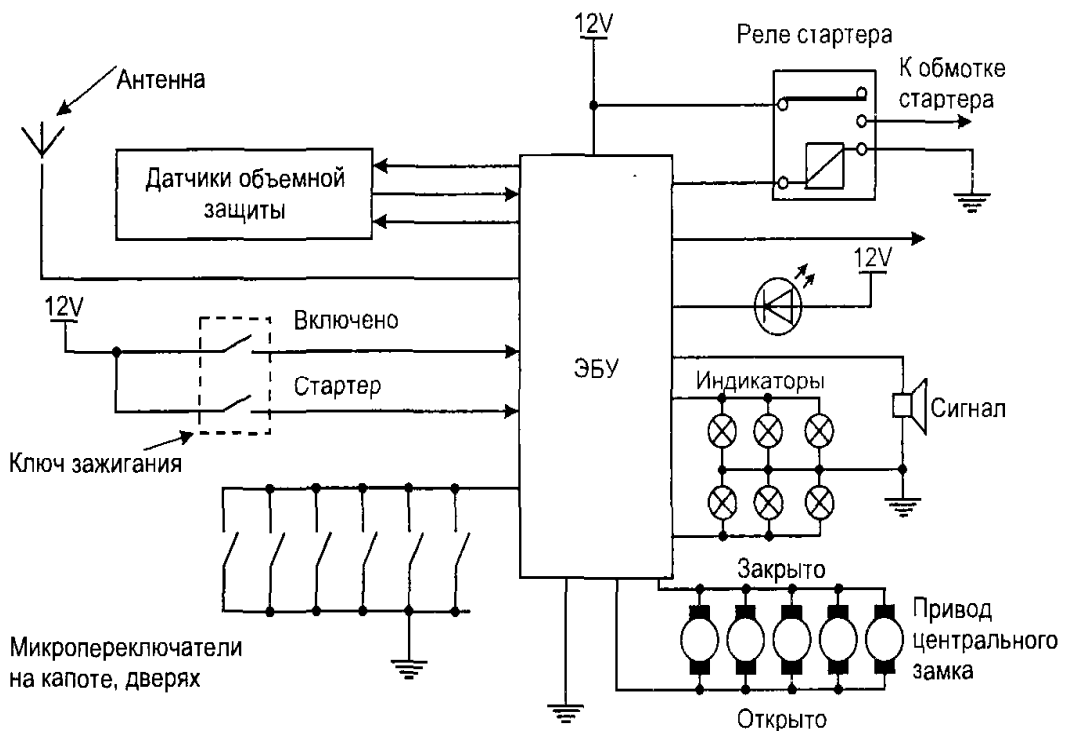 12V
Реле стартера
Антенна
К обмотке
стартера
Датчики объемной
защиты
12V
12V
Включено
ЭБУ
Индикаторы
Стартер
Сигнал
Ключ зажигания
Закрыто
Привод
центрального
замка
Микропереключатели
на капоте, дверях
Открыто